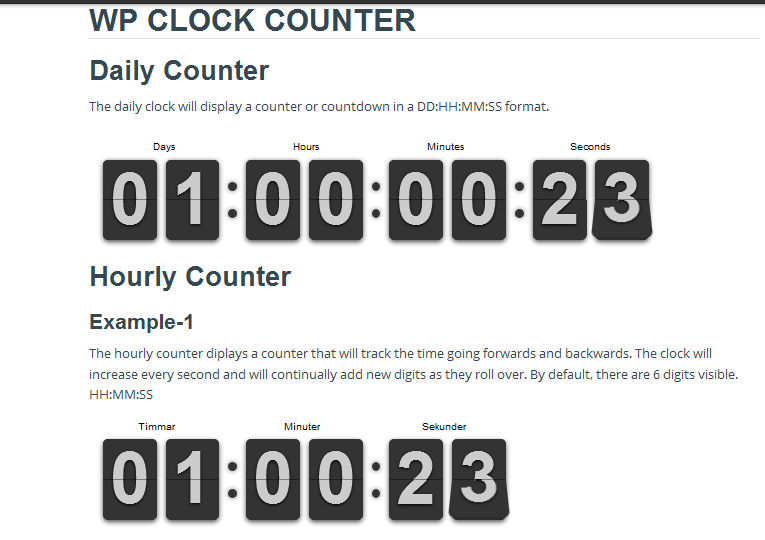 WP CLOCK COUNTER
Daily Counter
The daily clock will display a counter or countdown in a DD:HH:MM:SS format.
Days Hours Minutes Seconds
01:00:00:23
Hourly Counter
Example-1
The hourly counter diplays a counter that will track the time going forwards and backwards. The clock will
increase every second and will continually add new digits as they roll over. By default, there are 6 digits visible.
HH:MM:SS
Timmar Minuter Sekunder
01:00:23